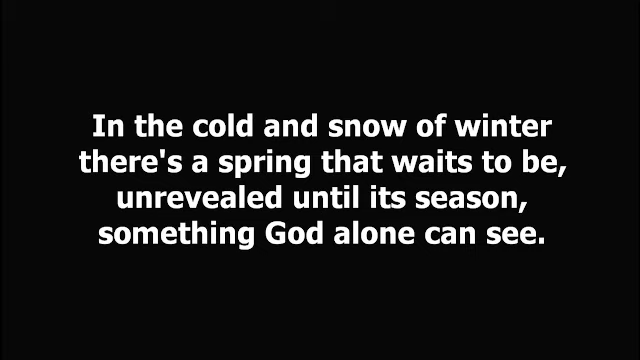 In the cold and snow of winter
there's a spring that waits to be,
unrevealed until its season,
something God alone can see.